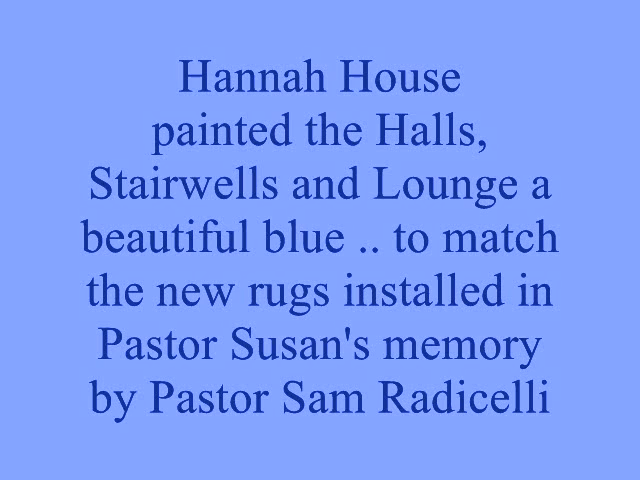 Hannah House
painted the Halls,
Stairwells and Lounge a
beautiful blue .. to match
the new rugs installed in
Pastor Susan's memory
by Pastor Sam Radicelli